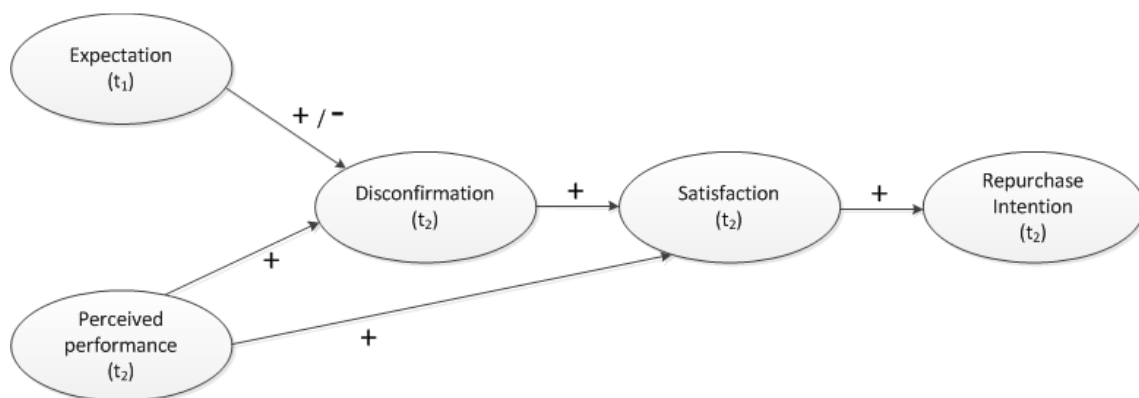 Expectation
(t₁)
+ / -
Disconfirmation
(t₂)
+
Satisfaction
(t₂)
+
Repurchase
Intention
(t₂)
+
Perceived
performance
(t₂)
+